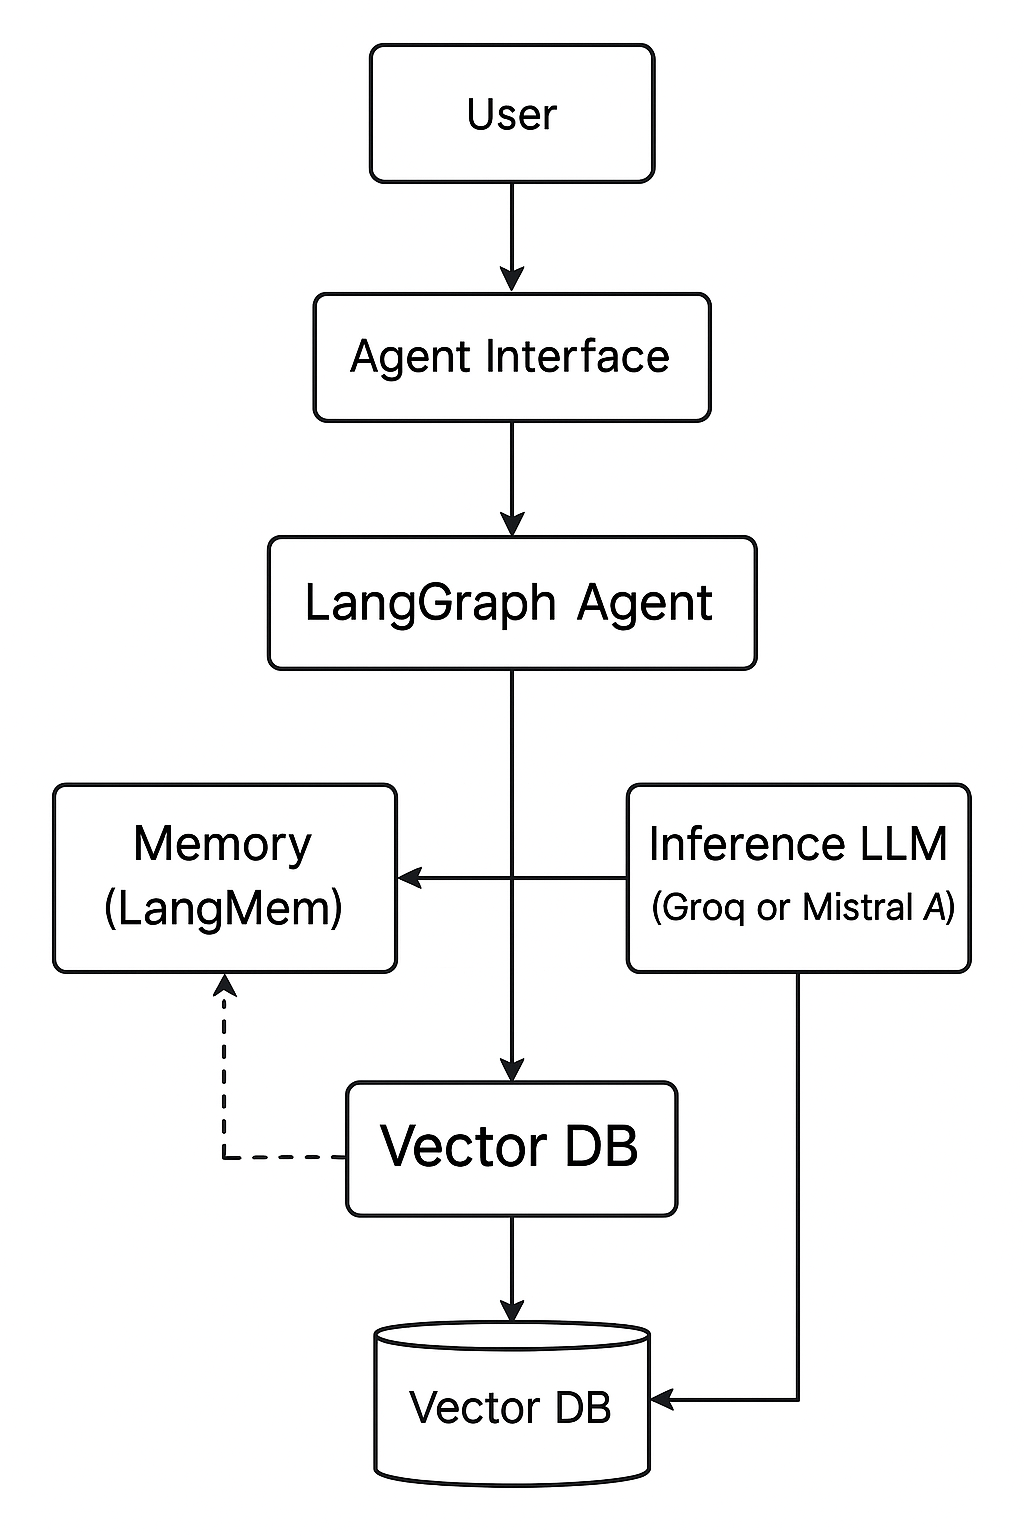 User
Agent Interface
LangGraph Agent
Memory
(LangMem)
Inference LLM
(Groq or Mistral A)
Vector DB
Vector DB